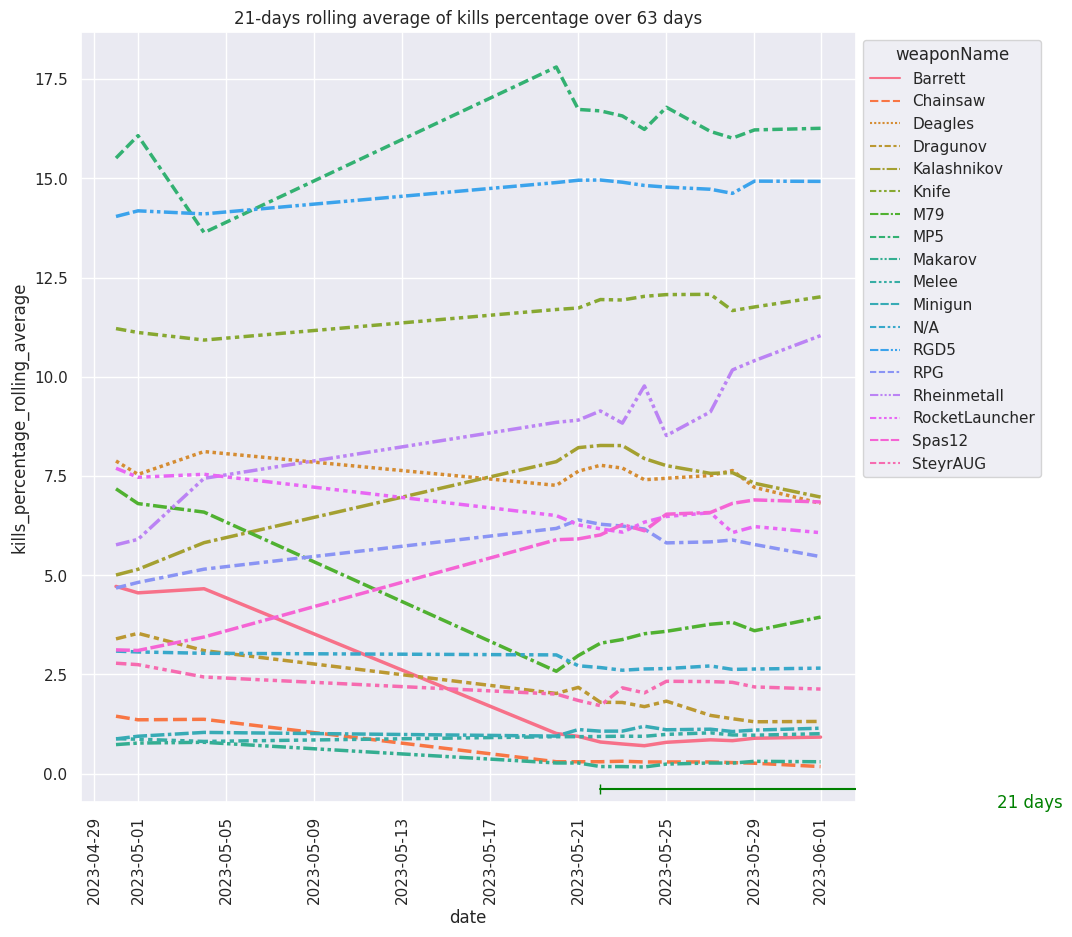 21-days rolling average of kills percentage over 63 days
kills_percentage_rolling_average
17.5
15.0
12.5
10.0
7.5
5.0
2.5
0.0
2023-04-29
2023-05-01
2023-05-05
2023-05-09
2023-05-13
2023-05-17
2023-05-21
2023-05-25
2023-05-29
2023-06-01
date
weaponName
Barrett
Chainsaw
Deagles
Dragunov
Kalashnikov
Knife
M79
MP5
Makarov
Melee
Minigun
N/A
RGD5
RPG
Rheinmetall
RocketLauncher
Spas12
SteyrAUG
21 days